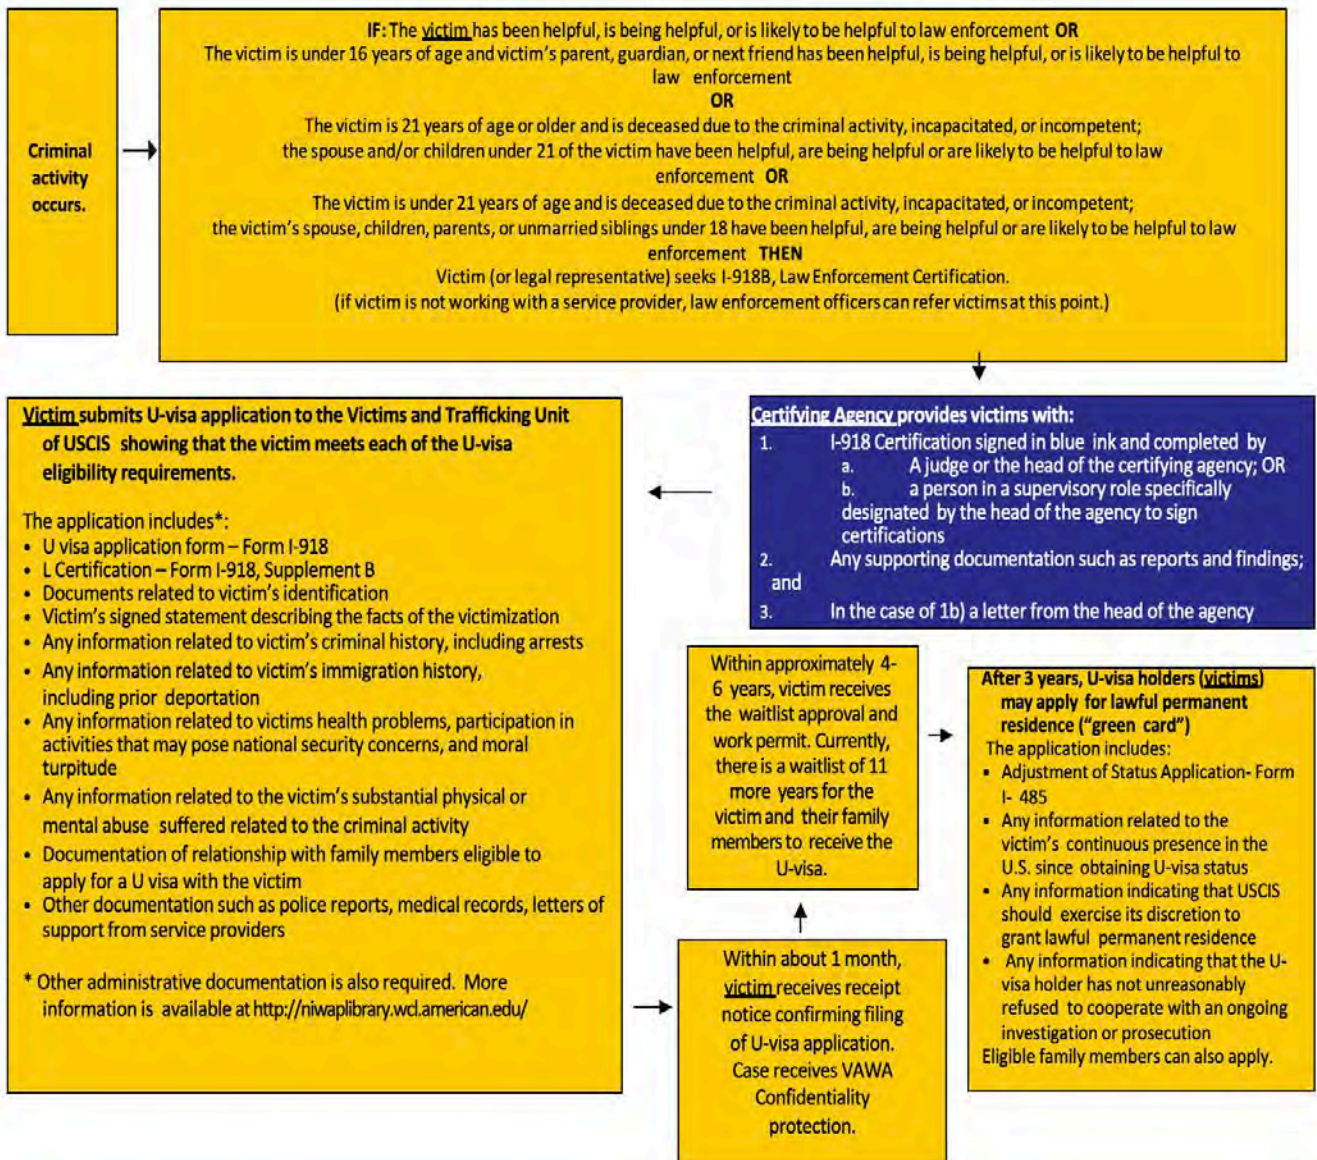 Criminal
activity
occurs.
IF: The victim has been helpful, is being helpful, or is likely to be helpful to law enforcement OR
The victim is under 16 years of age and victim's parent, guardian, or next friend has been helpful, is being helpful, or is likely to be helpful to
law enforcement
OR
The victim is 21 years of age or older and is deceased due to the criminal activity, incapacitated, or incompetent;
the spouse and/or children under 21 of the victim have been helpful, are being helpful or are likely to be helpful to law
enforcement OR
The victim is under 21 years of age and is deceased due to the criminal activity, incapacitated, or incompetent;
the victim's spouse, children, parents, or unmarried siblings under 18 have been helpful, are being helpful or are likely to be helpful to law
enforcement THEN
Victim (or legal representative) seeks I-918B, Law Enforcement Certification.
(if victim is not working with a service provider, law enforcement officers can refer victims at this point.)
Certifying Agency provides victims with:
1. I-918 Certification signed in blue ink and completed by
a. A judge or the head of the certifying agency; OR
b. a person in a supervisory role specifically
designated by the head of the agency to sign
certifications
2. Any supporting documentation such as reports and findings;
and
3. In the case of 1b) a letter from the head of the agency
Victim submits U-visa application to the Victims and Trafficking Unit
of USCIS showing that the victim meets each of the U-visa
eligibility requirements.
The application includes*:
• U visa application form – Form I-918
• L Certification – Form I-918, Supplement B
• Documents related to victim's identification
• Victim's signed statement describing the facts of the victimization
• Any information related to victim's criminal history, including arrests
• Any information related to victim's immigration history,
including prior deportation
• Any information related to victims health problems, participation in
activities that may pose national security concerns, and moral
turpitude
• Any information related to the victim's substantial physical or
mental abuse suffered related to the criminal activity
• Documentation of relationship with family members eligible to
apply for a U visa with the victim
• Other documentation such as police reports, medical records, letters of
support from service providers
* Other administrative documentation is also required. More
information is available at http://niwaplibrary.wcl.american.edu/
Within about 1 month,
victim receives receipt
notice confirming filing
of U-visa application.
Case receives VAWA
Confidentiality
protection.
Within approximately 4-
6 years, victim receives
the waitlist approval and
work permit. Currently,
there is a waitlist of 11
more years for the
victim and their family
members to receive the
U-visa.
After 3 years, U-visa holders (victims)
may apply for lawful permanent
residence ("green card")
The application includes:
• Adjustment of Status Application- Form
I- 485
• Any information related to the
victim's continuous presence in the
U.S. since obtaining U-visa status
• Any information indicating that USCIS
should exercise its discretion to
grant lawful permanent residence
• Any information indicating that the U-
visa holder has not unreasonably
refused to cooperate with an ongoing
investigation or prosecution
Eligible family members can also apply.